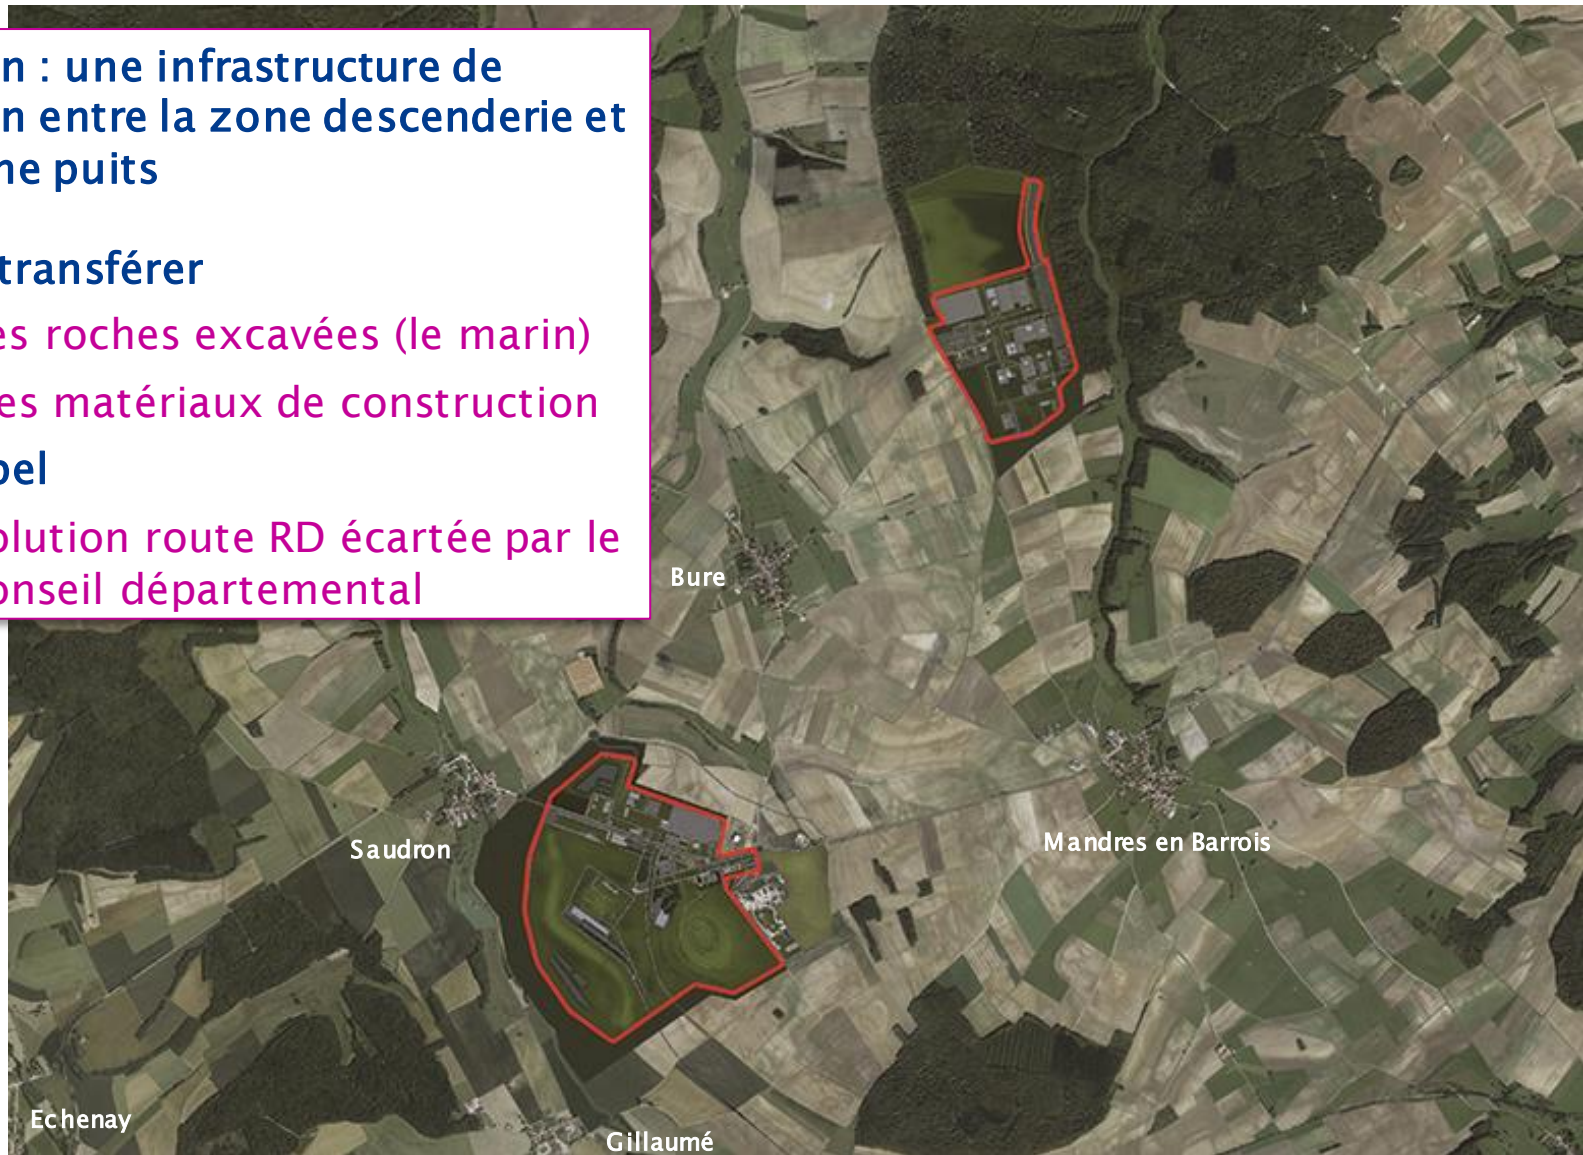 n : une infrastructure de
n entre la zone descenderie et
ne puits
transférer
es roches excavées (le marin)
es matériaux de construction
pel
olution route RD écartée par le
onseil départemental
Bure
Saudron
Mandres en Barrois
Echenay
Gillaumé